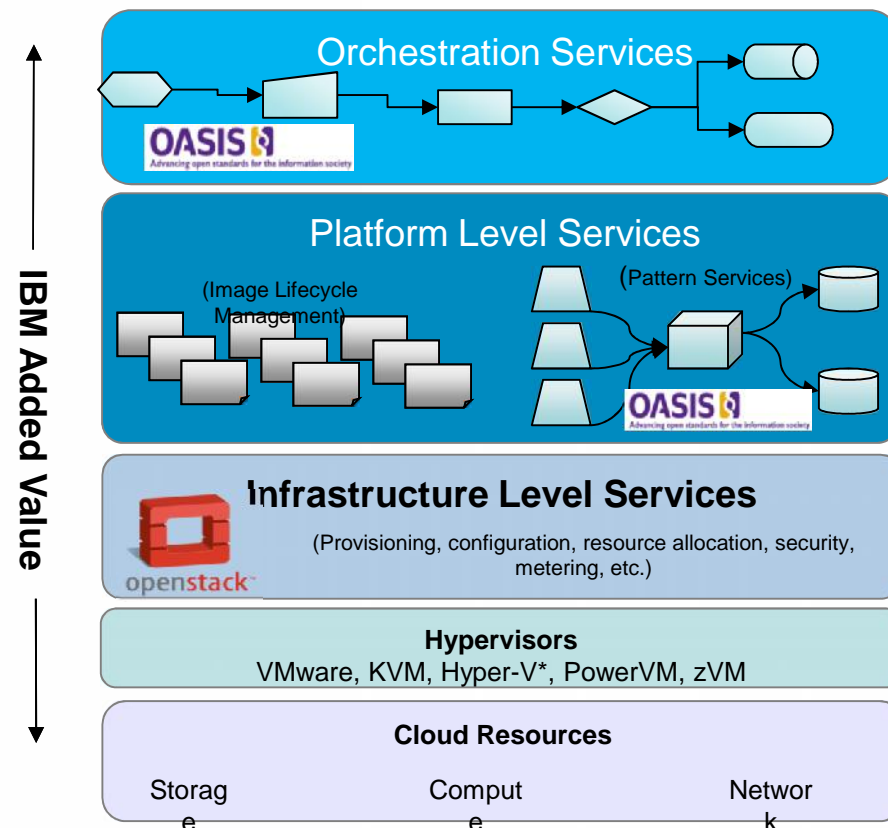 Orchestration Services
OASIS
Advancing open standards for the information society
IBM Added Value
Platform Level Services
(Image Lifecycle
Management)
(Pattern Services)
OASIS
Advancing open standards for the information society
Infrastructure Level Services
(Provisioning, configuration, resource allocation, security,
metering, etc.)
openstack™
Hypervisors
VMware, KVM, Hyper-V*, PowerVM, zVM
Cloud Resources
Storag
e
Comput
e
Networ
k